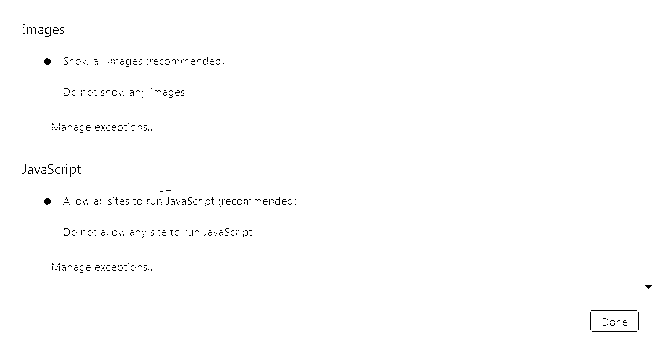 Images
Show all images (recommended)
Do not show any images
Manage exceptions...
JavaScript
Allow all sites to run JavaScript (recommended)
Do not allow any site to run JavaScript
Manage exceptions...
Done